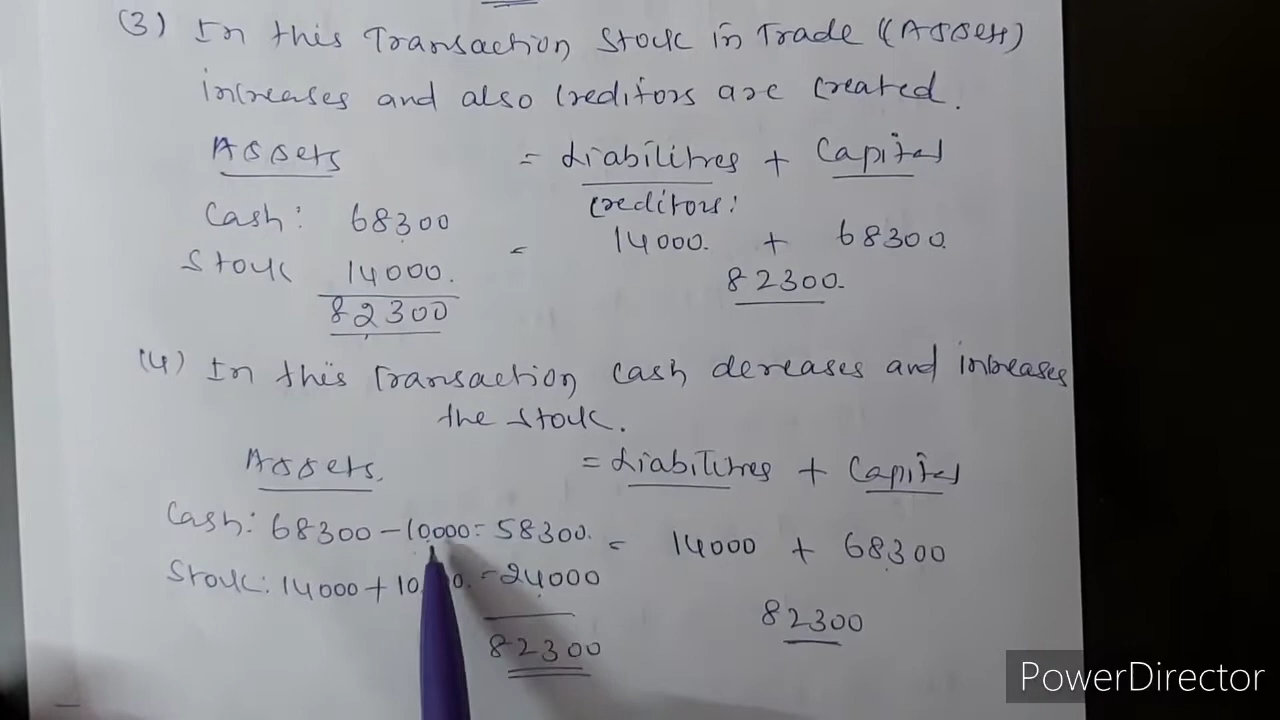 (3) In this Transaction Stock in Trade (Asset)
increases and also Creditors are Created.
Assets = Liabilities + Capital
Creditors:
Cash: 68300
= 14000. + 68300.
Stock 14000.
82300.
82300
(4) In this Transaction Cash decreases and increases
the Stock.
Assets. = Liabilities + Capital
Cash: 68300 - 10000 = 58300.
= 14000 + 68300
Stock: 14000 + 10 0. = 24000
82300
82300
PowerDirector